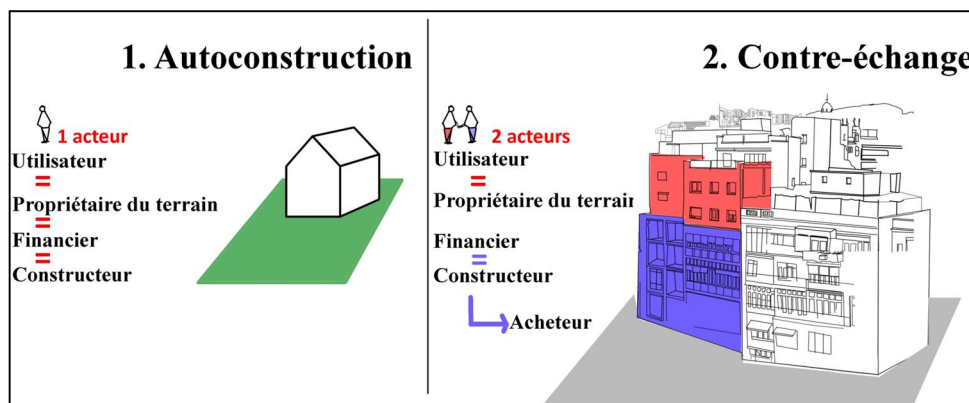 1. Autoconstruction
1 acteur
Utilisateur
=
Propriétaire du terrain
=
Financier
=
Constructeur
2. Contre-échange
2 acteurs
Utilisateur
=
Propriétaire du terrain
Financier
=
Constructeur
Acheteur